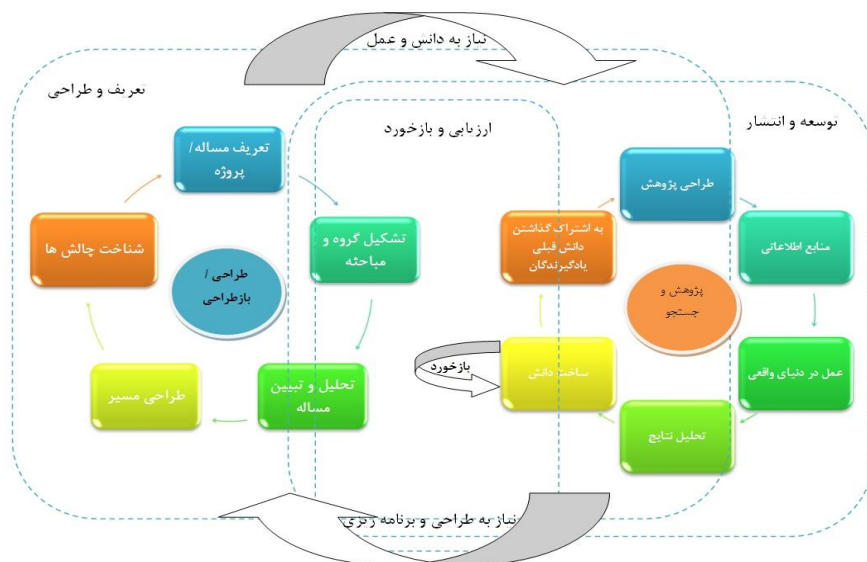 نیاز به دانش و عمل
تعریف و طراحی
ارزیابی و بازخورد
توسعه و انتشار
تعریف مساله/
پروژه
تشکیل گروه و
مباحثه
تحلیل و تبیین
مساله
طراحی مسیر
شناخت چالش ها
طراحی /
بازطراحی
طراحی پژوهش
منابع اطلاعاتی
عمل در دنیای واقعی
تحلیل نتایج
ساخت دانش
به اشتراک گذاشتن
دانش قبلی
یادگیرندگان
پژوهش و
جستجو
بازخورد
نیاز به طراحی و برنامه ریزی